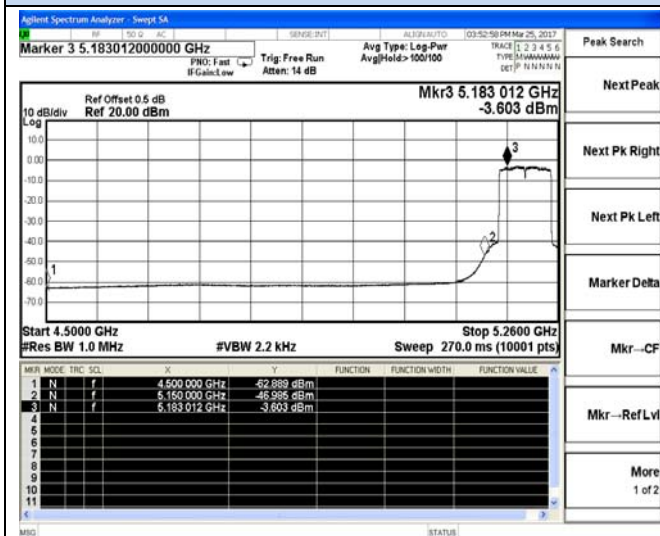 Agilent Spectrum Analyzer - Swept SA
RF 50 Ω AC SENSE:INT ALIGN AUTO 03:52:58 PM Mar 25, 2017
Marker 3 5.183012000000 GHz
PNO: Fast
IFGain:Low
Trig: Free Run
Atten: 14 dB
Avg Type: Log-Pwr
Avg|Hold:>100/100
TRACE 1 2 3 4 5 6
TYPE MWWWWW
DET P N N N N N
Peak Search
Next Peak
Next Pk Right
Next Pk Left
Marker Delta
Mkr→CF
Mkr→Ref Lvl
More
1 of 2
Ref Offset 0.5 dB
10 dB/div Ref 20.00 dBm
Log
Mkr3 5.183 012 GHz
-3.603 dBm
10.0
0.00
-10.0
-20.0
-30.0
-40.0
-50.0
-60.0
-70.0
1
2
3
Start 4.5000 GHz Stop 5.2600 GHz
#Res BW 1.0 MHz #VBW 2.2 kHz Sweep 270.0 ms (10001 pts)
MKR MODE TRC SCL X Y FUNCTION FUNCTION WIDTH FUNCTION VALUE
1 N f 4.500 000 GHz -62.889 dBm
2 N f 5.150 000 GHz -46.985 dBm
3 N f 5.183 012 GHz -3.603 dBm
4
5
6
7
8
9
10
11
MSG STATUS